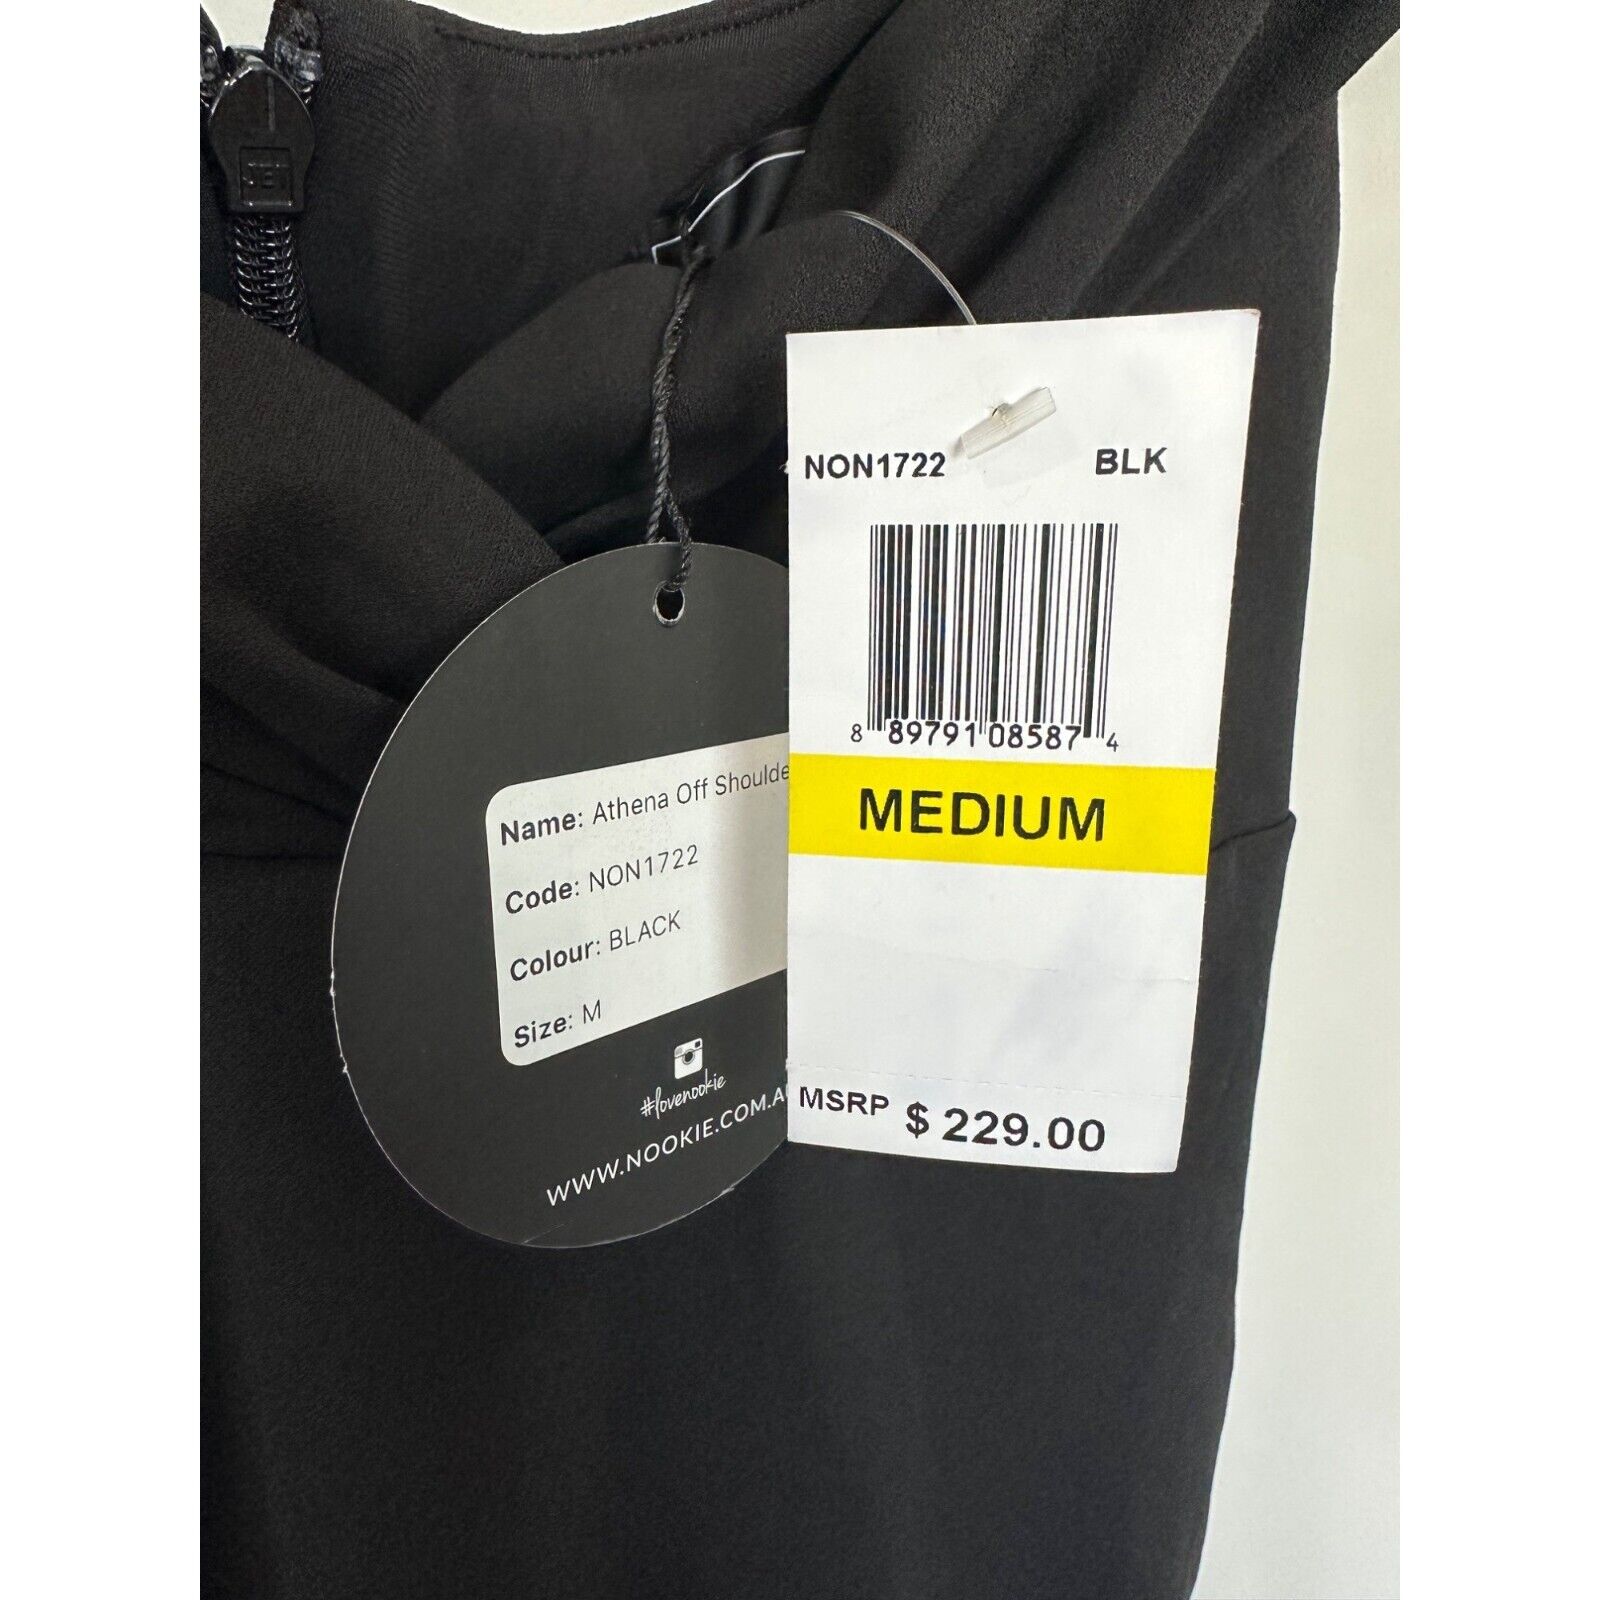 NON1722 BLK
8 89791 08587 4
MEDIUM
MSRP $ 229.00
Name: Athena Off Shoulde
Code: NON1722
Colour: BLACK
Size: M
#lovenookie
WWW.NOOKIE.COM.A